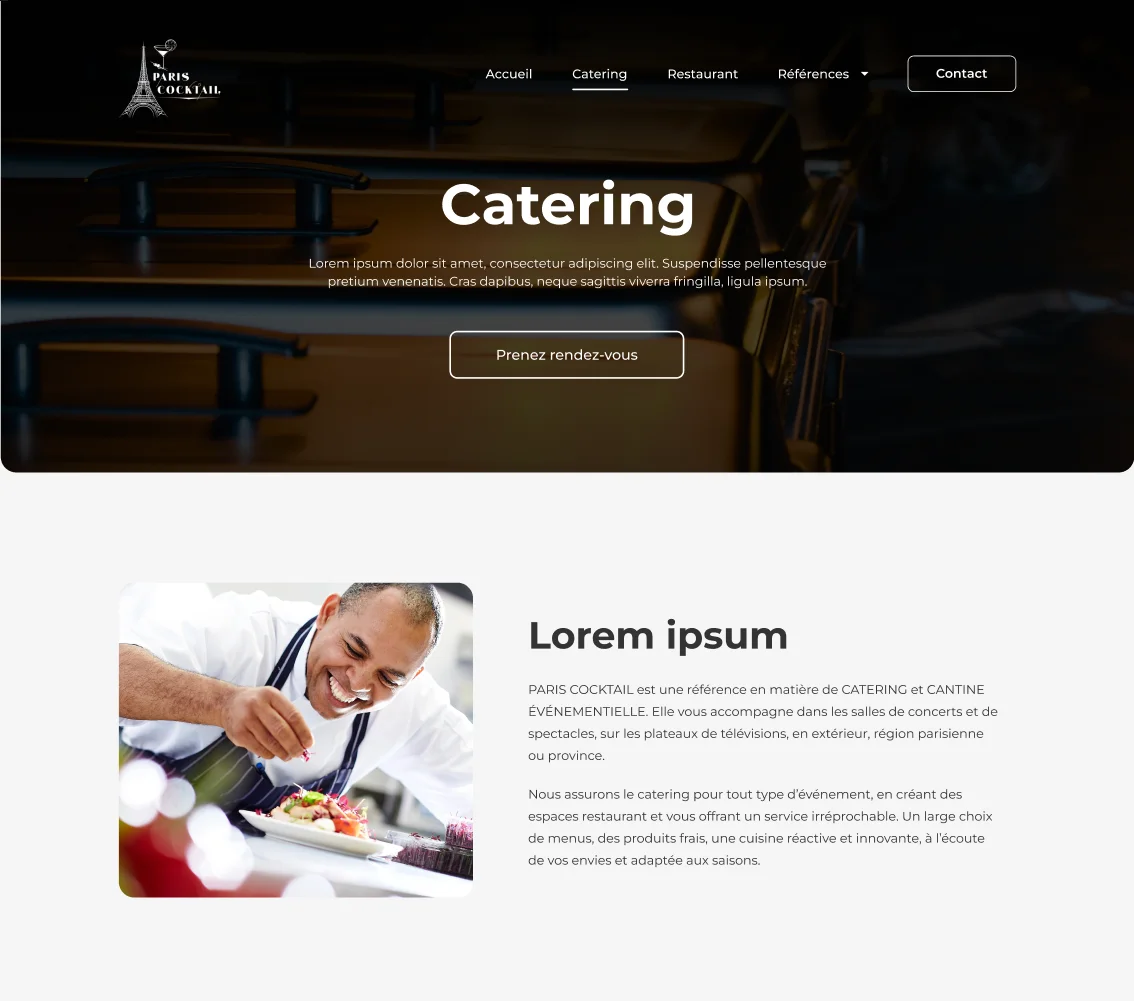 PARIS
COCKTAIL
Accueil
Catering
Restaurant
Références
Contact
Catering
Lorem ipsum dolor sit amet, consectetur adipiscing elit. Suspendisse pellentesque
pretium venenatis. Cras dapibus, neque sagittis viverra fringilla, ligula ipsum.
Prenez rendez-vous
Lorem ipsum
PARIS COCKTAIL est une référence en matière de CATERING et CANTINE
ÉVÉNEMENTIELLE. Elle vous accompagne dans les salles de concerts et de
spectacles, sur les plateaux de télévisions, en extérieur, région parisienne
ou province.
Nous assurons le catering pour tout type d’événement, en créant des
espaces restaurant et vous offrant un service irréprochable. Un large choix
de menus, des produits frais, une cuisine réactive et innovante, à l’écoute
de vos envies et adaptée aux saisons.